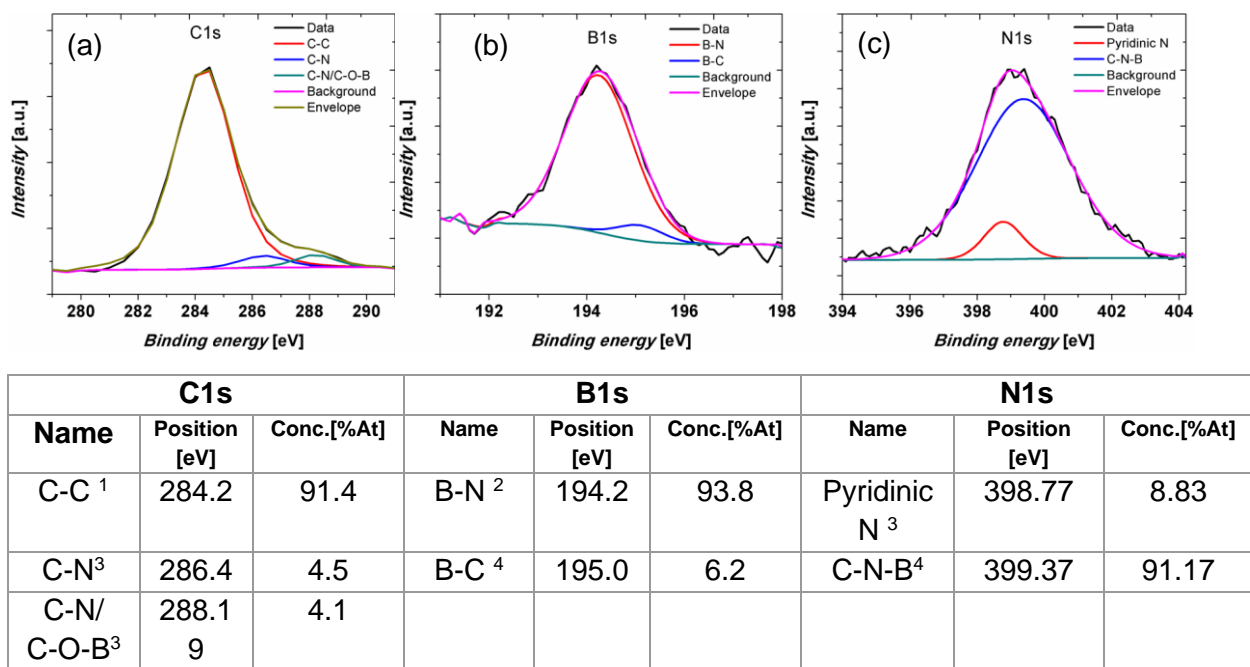 (a)
C1s
Data
C-C
C-N
C-N/C-O-B
Background
Envelope
Intensity [a.u.]
280 282 284 286 288 290
Binding energy [eV]
(b)
B1s
Data
B-N
B-C
Background
Envelope
Intensity [a.u.]
192 194 196 198
Binding energy [eV]
(c)
N1s
Data
Pyridinic N
C-N-B
Background
Envelope
Intensity [a.u.]
394 396 398 400 402 404
Binding energy [eV]
C1s B1s N1s
Name Position [eV] Conc.[%At] Name Position [eV] Conc.[%At] Name Position [eV] Conc.[%At]
C-C ¹ 284.2 91.4 B-N ² 194.2 93.8 Pyridinic N ³ 398.77 8.83
C-N³ 286.4 4.5 B-C ⁴ 195.0 6.2 C-N-B⁴ 399.37 91.17
C-N/ C-O-B³ 288.19 4.1